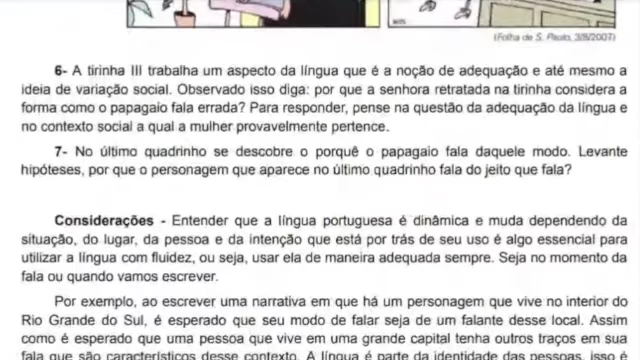 (Folha de S. Paulo, 3/8/2007)
6- A tirinha III trabalha um aspecto da língua que é a noção de adequação e até mesmo a
ideia de variação social. Observado isso diga: por que a senhora retratada na tirinha considera a
forma como o papagaio fala errada? Para responder, pense na questão da adequação da língua e
no contexto social a qual a mulher provavelmente pertence.
7- No último quadrinho se descobre o porquê o papagaio fala daquele modo. Levante
hipóteses, por que o personagem que aparece no último quadrinho fala do jeito que fala?
Considerações - Entender que a língua portuguesa é dinâmica e muda dependendo da
situação, do lugar, da pessoa e da intenção que está por trás de seu uso é algo essencial para
utilizar a língua com fluidez, ou seja, usar ela de maneira adequada sempre. Seja no momento da
fala ou quando vamos escrever.
Por exemplo, ao escrever uma narrativa em que há um personagem que vive no interior do
Rio Grande do Sul, é esperado que seu modo de falar seja de um falante desse local. Assim
como é esperado que uma pessoa que vive em uma grande capital tenha outros traços em sua
fala que são característicos desse contexto. A língua é parte da identidade das pessoas, isso é